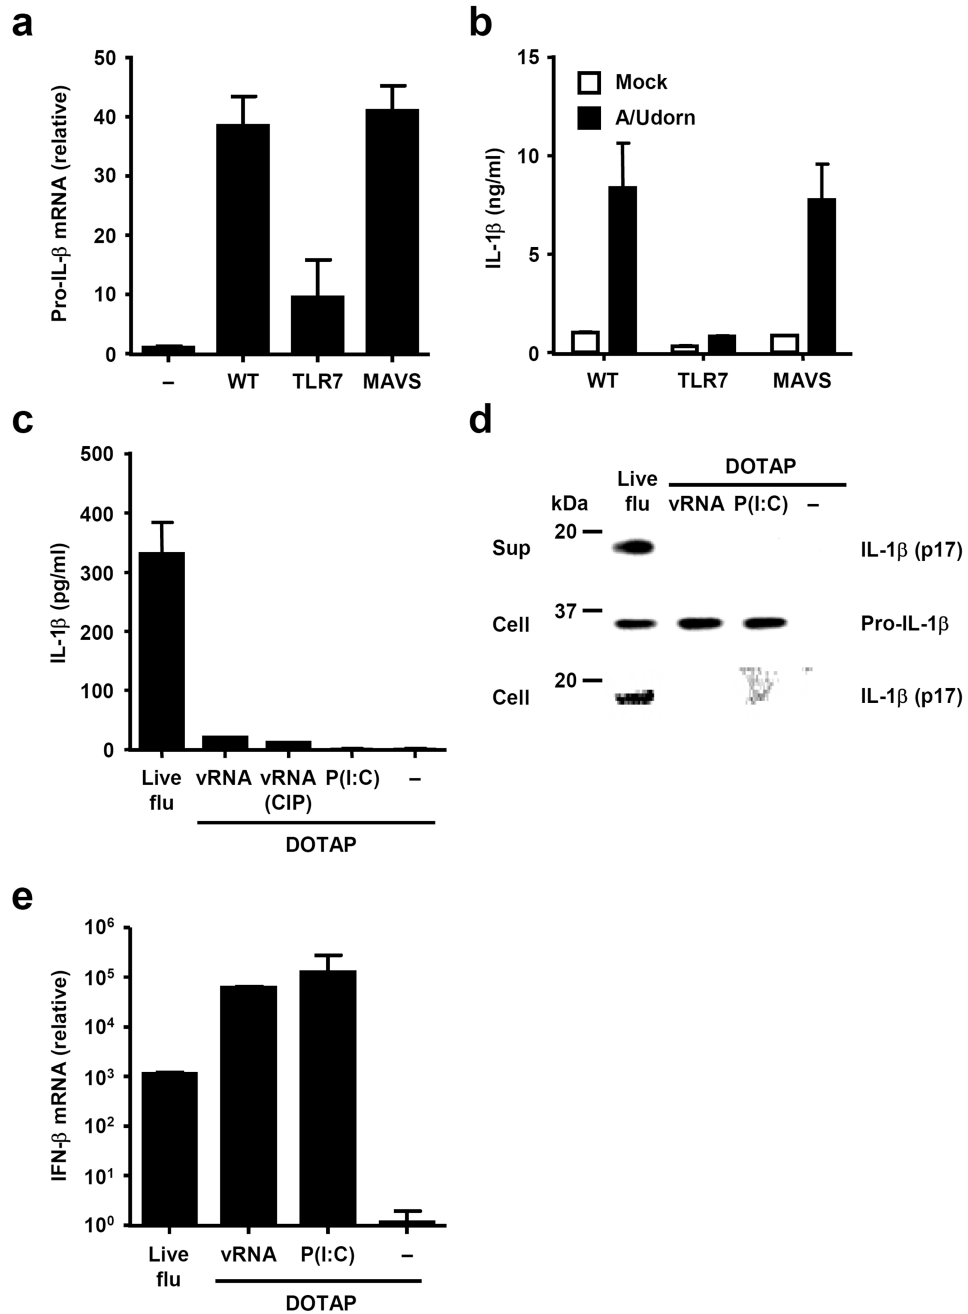 a
Pro-IL-β mRNA (relative)
50
40
30
20
10
0
–
WT
TLR7
MAVS
b
IL-1β (ng/ml)
15
10
5
0
Mock
A/Udorn
WT
TLR7
MAVS
c
IL-1β (pg/ml)
500
400
300
200
100
0
Live
flu
vRNA
vRNA
(CIP)
P(I:C)
–
DOTAP
d
DOTAP
Live
flu
kDa
vRNA
P(I:C)
–
20
Sup
IL-1β (p17)
37
Cell
Pro-IL-1β
20
Cell
IL-1β (p17)
e
IFN-β mRNA (relative)
10⁶
10⁵
10⁴
10³
10²
10¹
10⁰
Live
flu
vRNA
P(I:C)
–
DOTAP